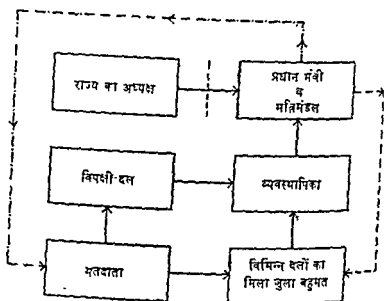 राज्य का अध्यक्ष
प्रधान मंत्री
व
मंत्रिमंडल
विपक्षी-दल
व्यवस्थापिका
मतदाता
विभिन्न दलों का
मिला जुला बहुमत